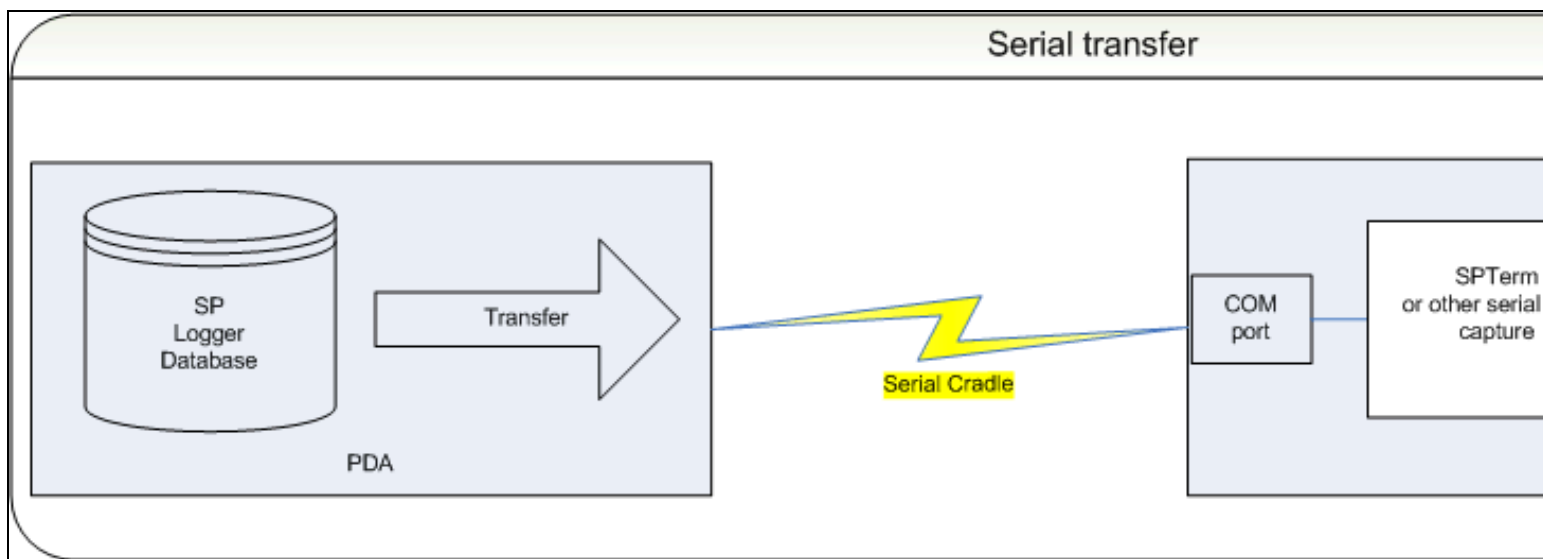 Serial transfer
SP
Logger
Database
Transfer
PDA
Serial Cradle
COM
port
SPTerm
or other serial
capture